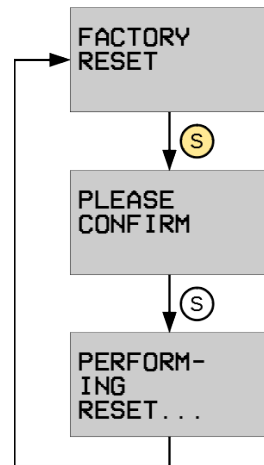 FACTORY
RESET
S
PLEASE
CONFIRM
S
PERFORM-
ING
RESET...